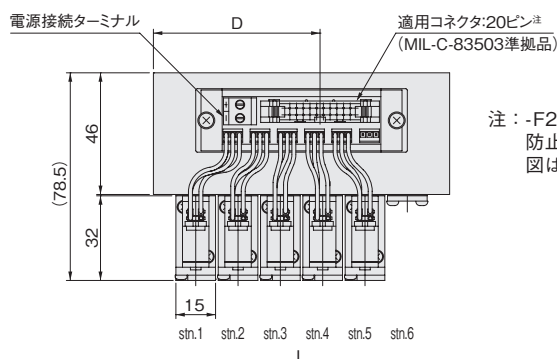 電源接続ターミナル
D
適用コネクタ:20ピン注
(MIL-C-83503準拠品)
注：-F2
防止
図は
46
(78.5)
32
15
stn.1 stn.2 stn.3 stn.4 stn.5 stn.6